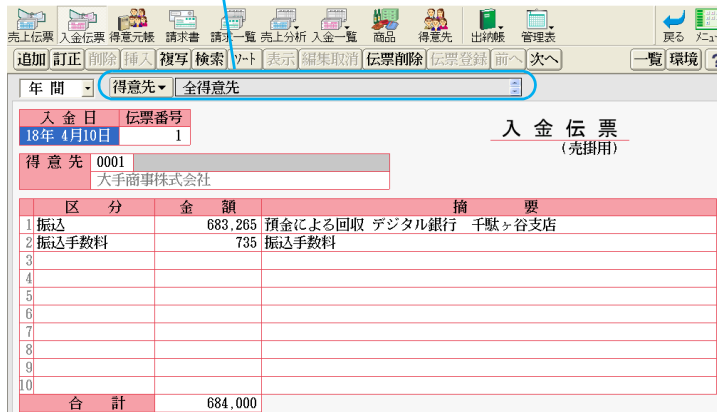 売上伝票 入金伝票 得意元帳 請求書 請求一覧 売上分析 入金一覧 商品 得意先 出納帳 管理表 戻る
追加 訂正 削除 挿入 複写 検索 ソート 表示 編集取消 伝票削除 伝票登録 前へ 次へ 一覧 環境 ?
年 間 得意先▼ 全得意先
入 金 日 伝票番号
18年 4月10日 1
入 金 伝 票
(売掛用)
得 意 先 0001
大手商事株式会社
区 分 金 額 摘 要
1 振込 683,265 預金による回収 デジタル銀行 千駄ヶ谷支店
2 振込手数料 735 振込手数料
3
4
5
6
7
8
9
10
合 計 684,000